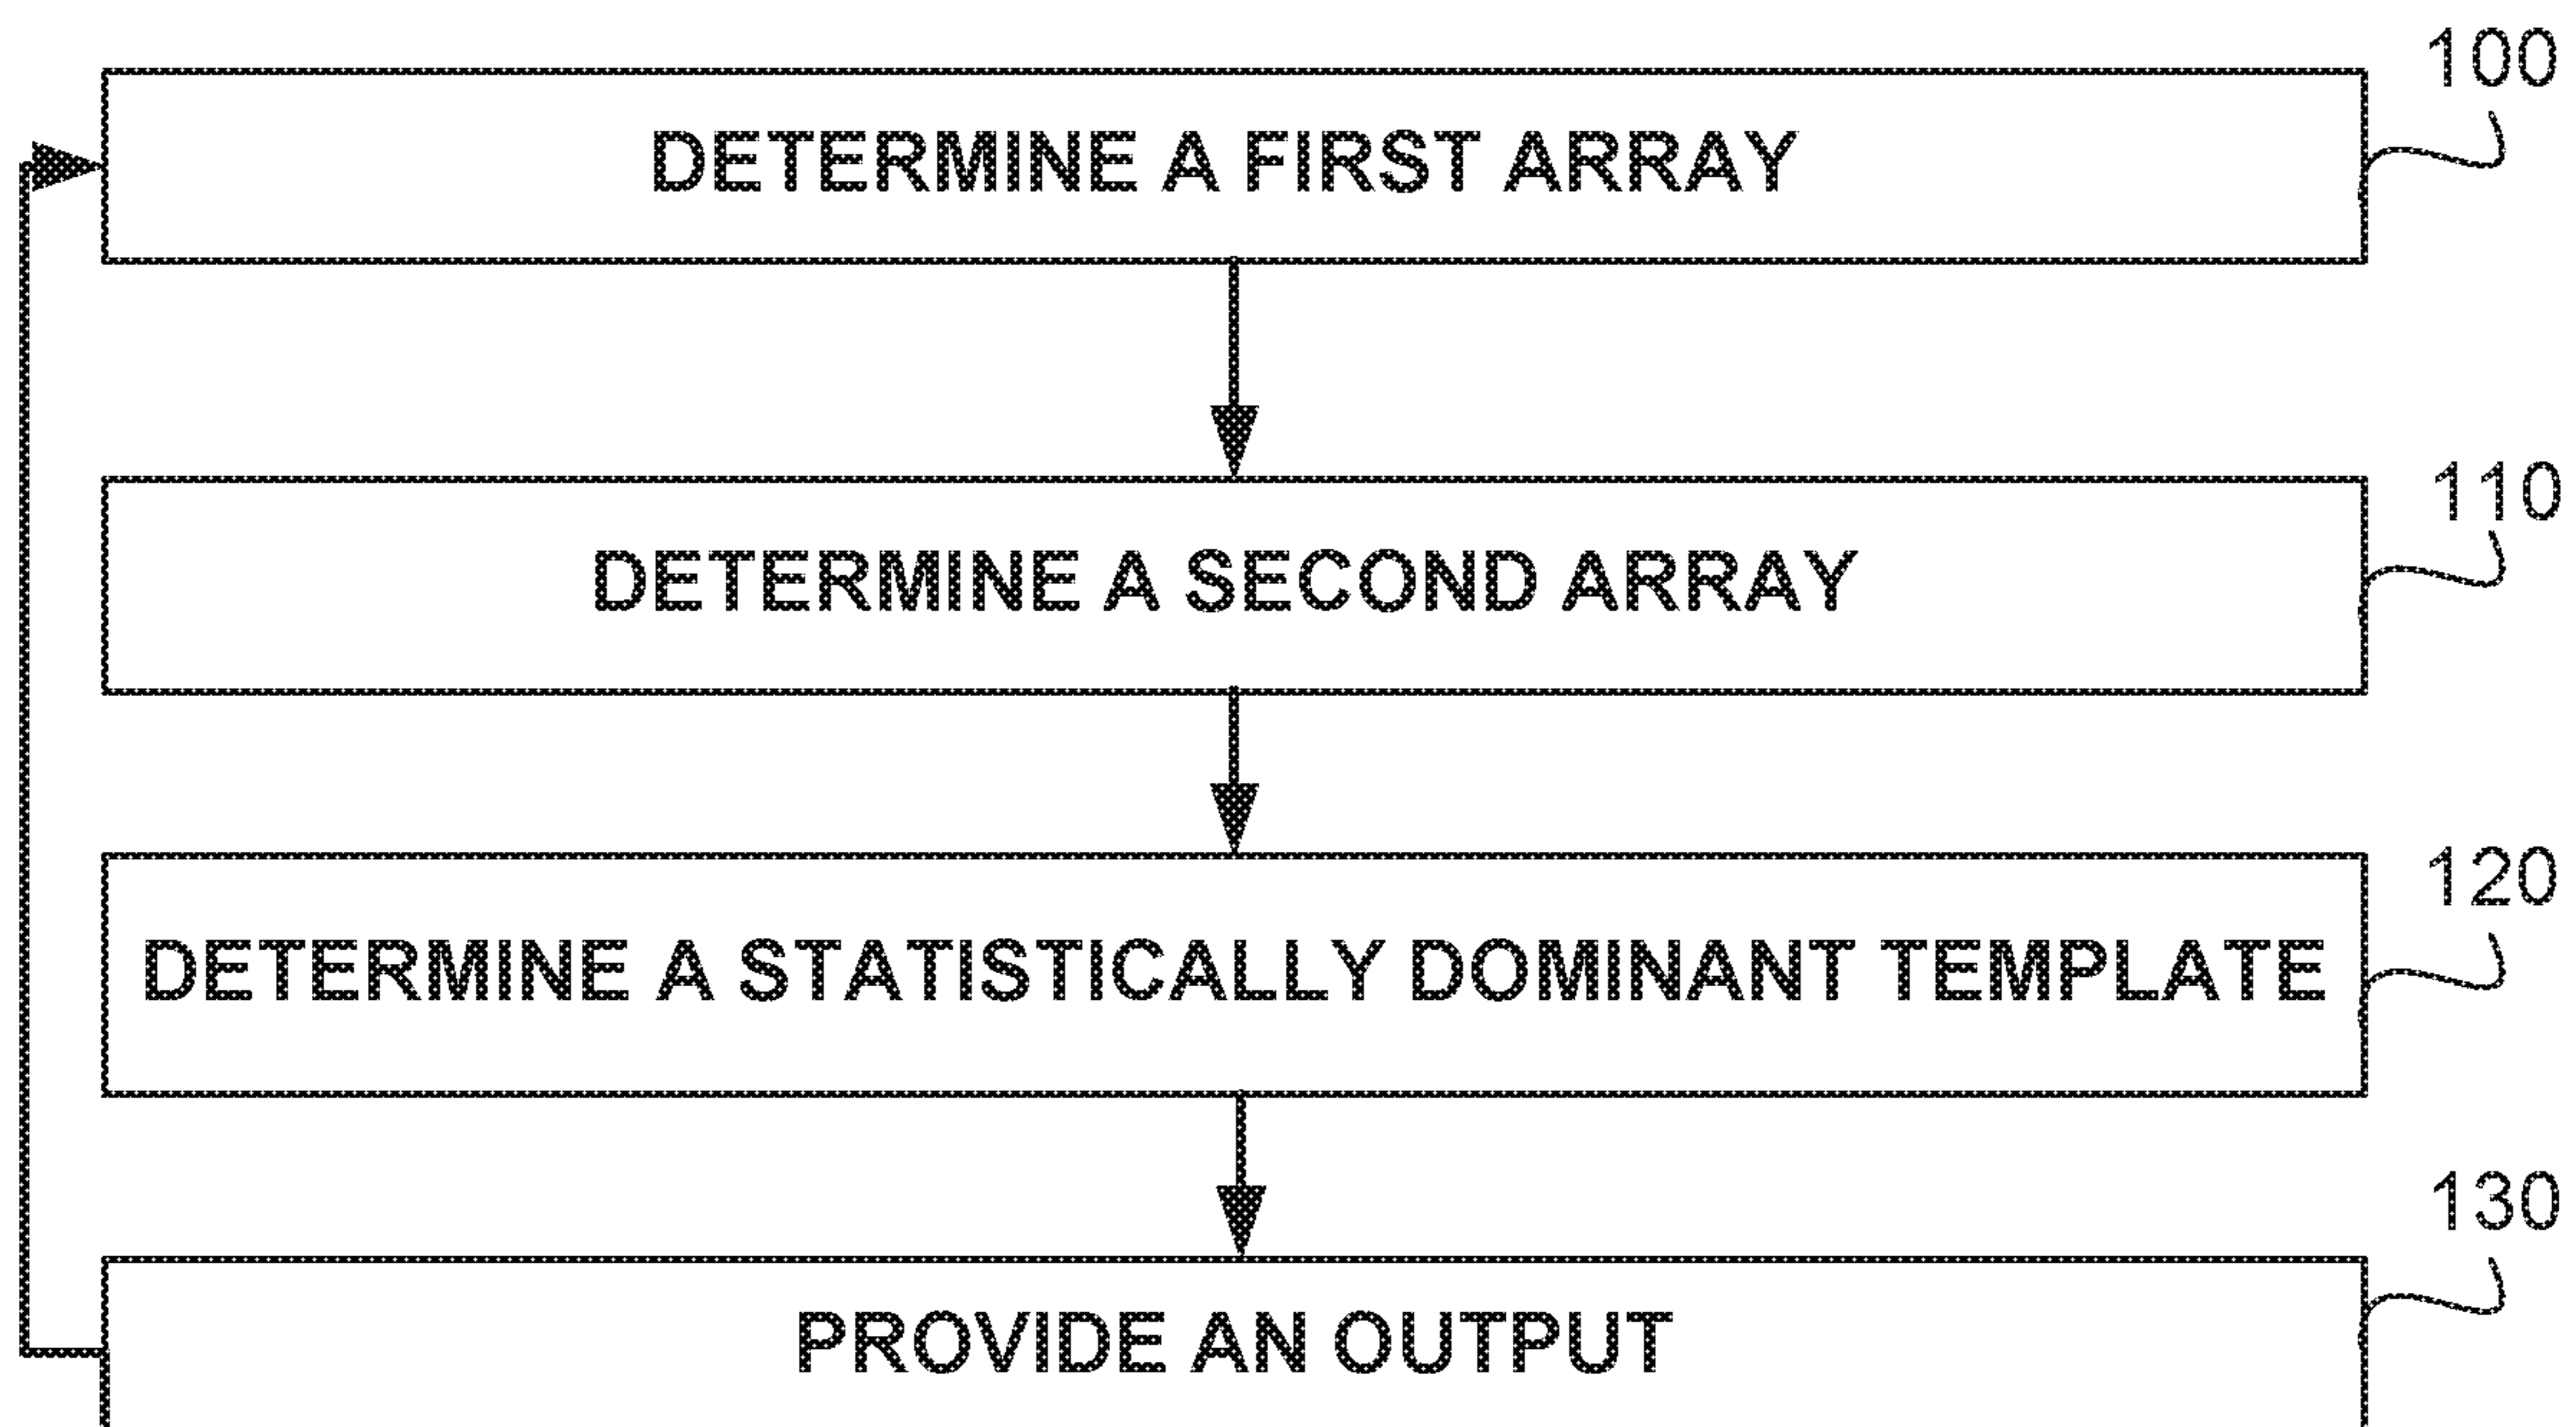 100
DETERMINE A FIRST ARRAY
110
DETERMINE A SECOND ARRAY
120
DETERMINE A STATISTICALLY DOMINANT TEMPLATE
130
PROVIDE AN OUTPUT